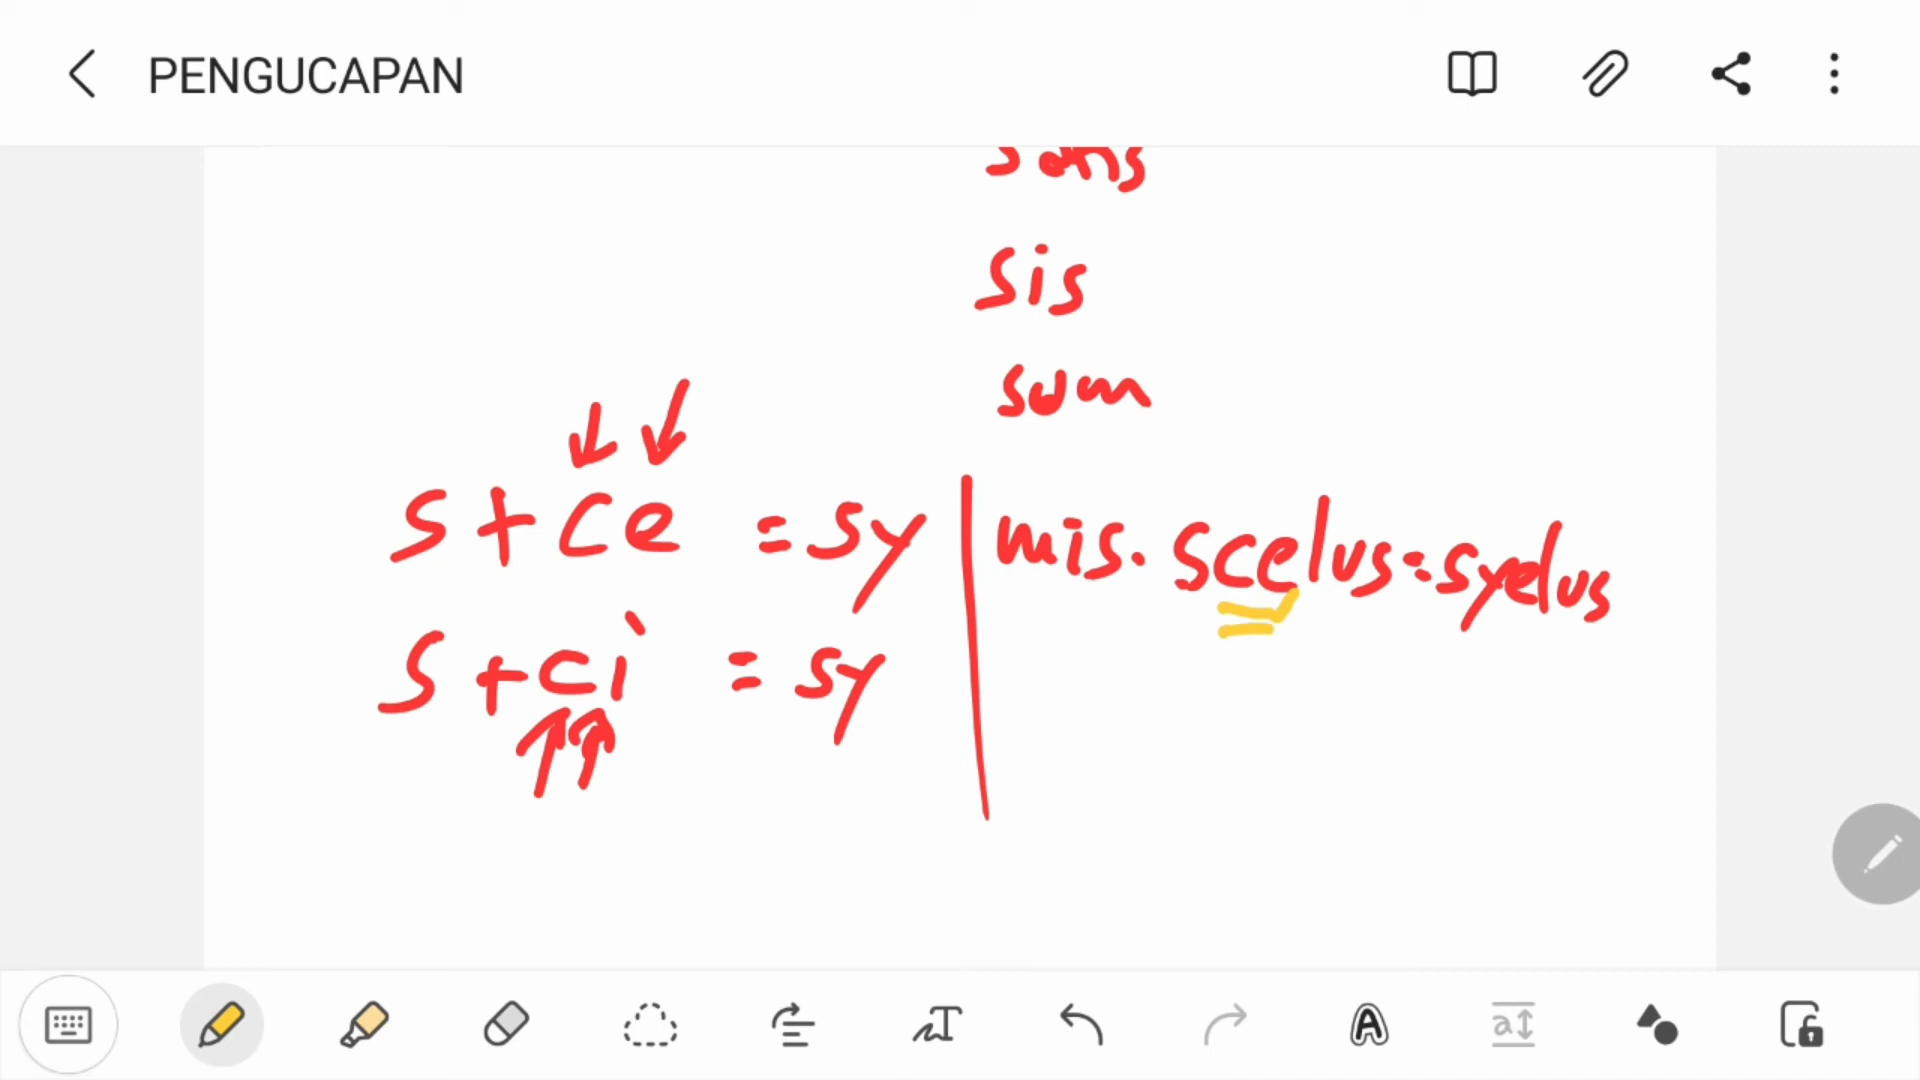 PENGUCAPAN
sis
sum
s + ce = sy
mis. scelus = syelus
s + ci = sy